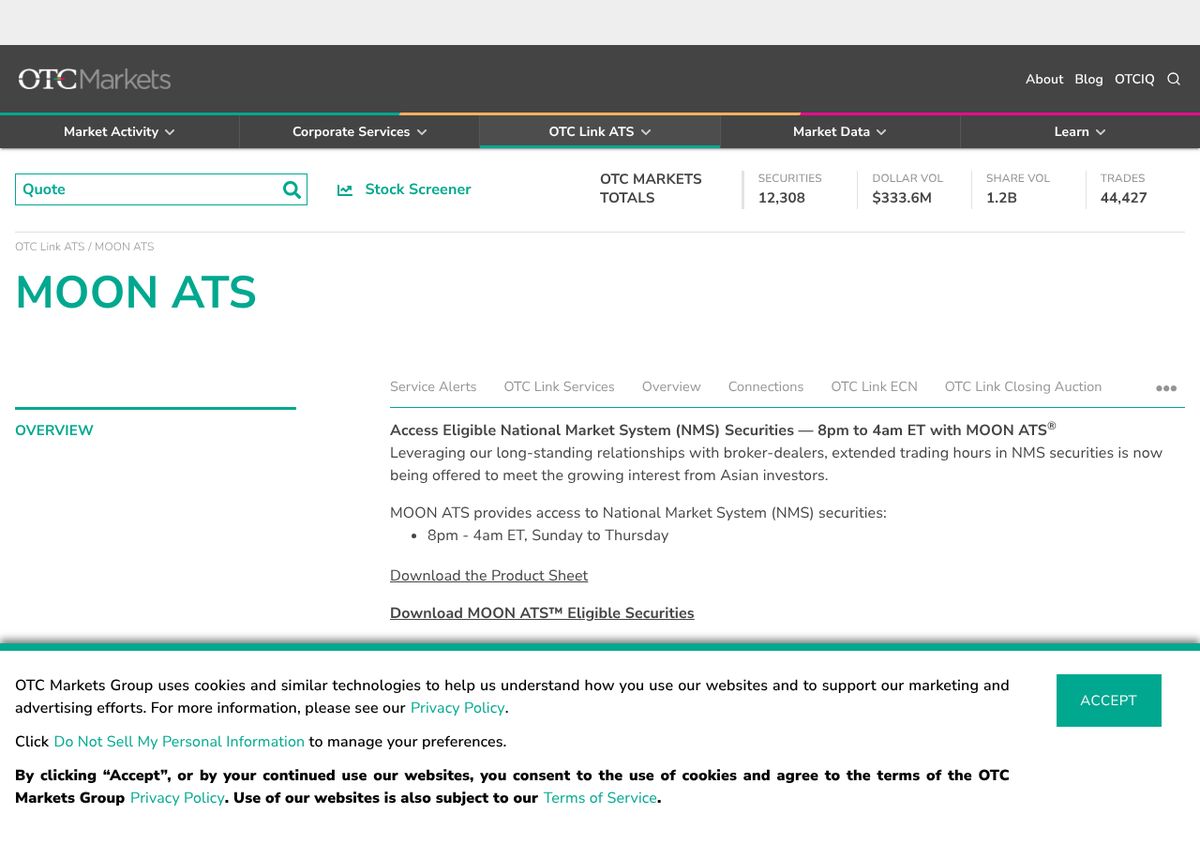 OTCMarkets
About Blog OTCIQ
Market Activity Corporate Services OTC Link ATS Market Data Learn
Quote
Stock Screener
OTC MARKETS
TOTALS
SECURITIES
12,308
DOLLAR VOL
$333.6M
SHARE VOL
1.2B
TRADES
44,427
OTC Link ATS / MOON ATS
MOON ATS
Service Alerts OTC Link Services Overview Connections OTC Link ECN OTC Link Closing Auction •••
OVERVIEW
Access Eligible National Market System (NMS) Securities — 8pm to 4am ET with MOON ATS®
Leveraging our long-standing relationships with broker-dealers, extended trading hours in NMS securities is now
being offered to meet the growing interest from Asian investors.
MOON ATS provides access to National Market System (NMS) securities:
• 8pm - 4am ET, Sunday to Thursday
Download the Product Sheet
Download MOON ATS™ Eligible Securities
OTC Markets Group uses cookies and similar technologies to help us understand how you use our websites and to support our marketing and
advertising efforts. For more information, please see our Privacy Policy.
Click Do Not Sell My Personal Information to manage your preferences.
By clicking “Accept”, or by your continued use our websites, you consent to the use of cookies and agree to the terms of the OTC
Markets Group Privacy Policy. Use of our websites is also subject to our Terms of Service.
ACCEPT